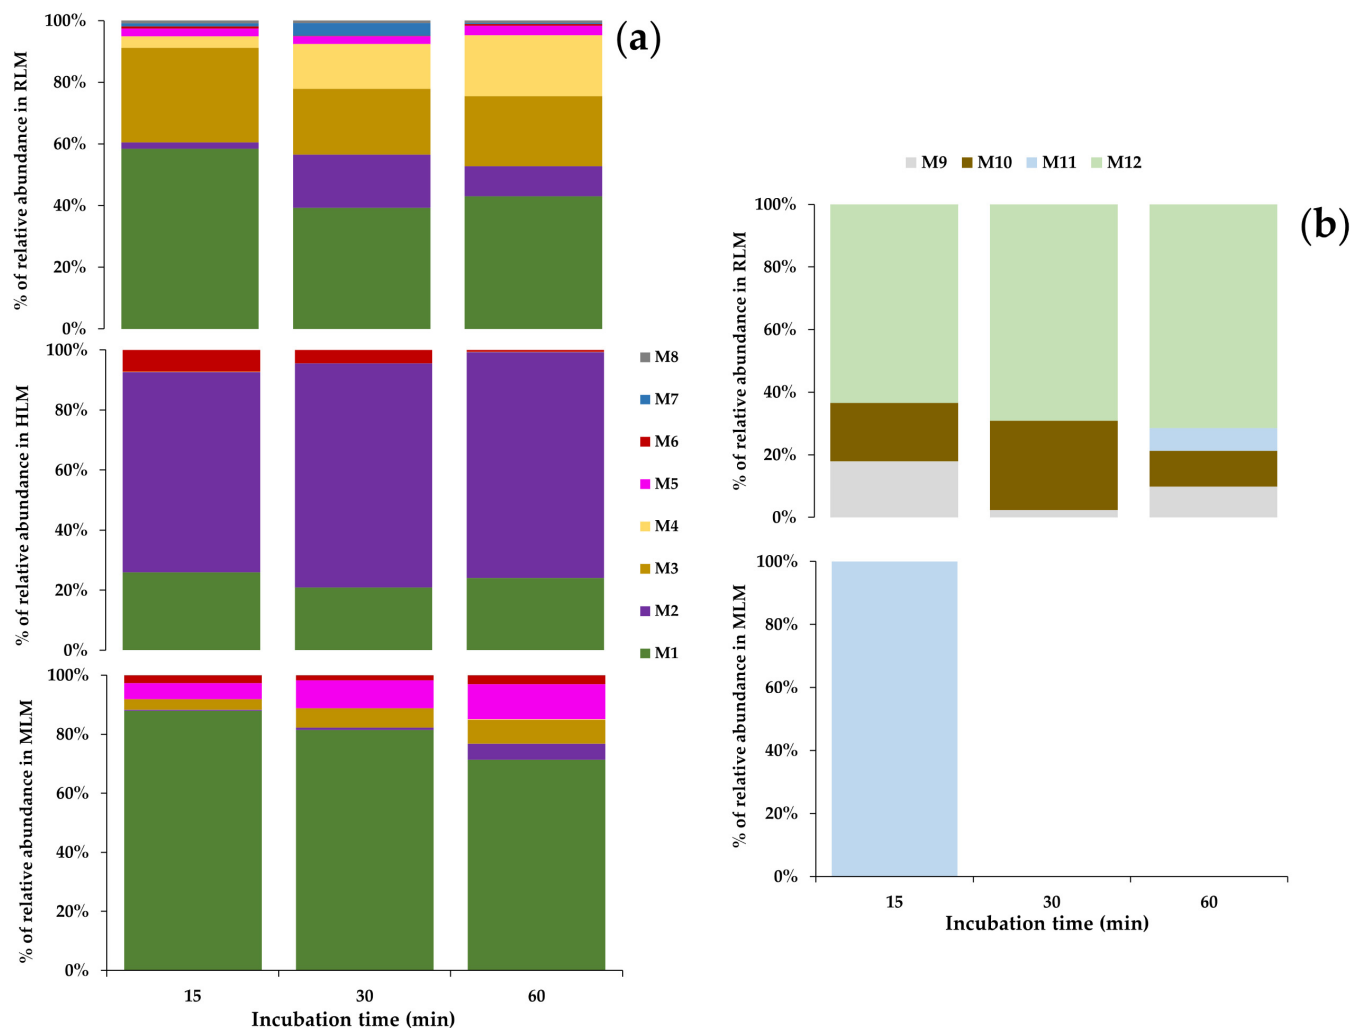 (a)
% of relative abundance in RLM
100%
80%
60%
40%
20%
0%
% of relative abundance in HLM
100%
80%
60%
40%
20%
0%
M8
M7
M6
M5
M4
M3
M2
M1
% of relative abundance in MLM
100%
80%
60%
40%
20%
0%
15 30 60
Incubation time (min)
M9 M10 M11 M12
(b)
% of relative abundance in RLM
100%
80%
60%
40%
20%
0%
% of relative abundance in MLM
100%
80%
60%
40%
20%
0%
15 30 60
Incubation time (min)